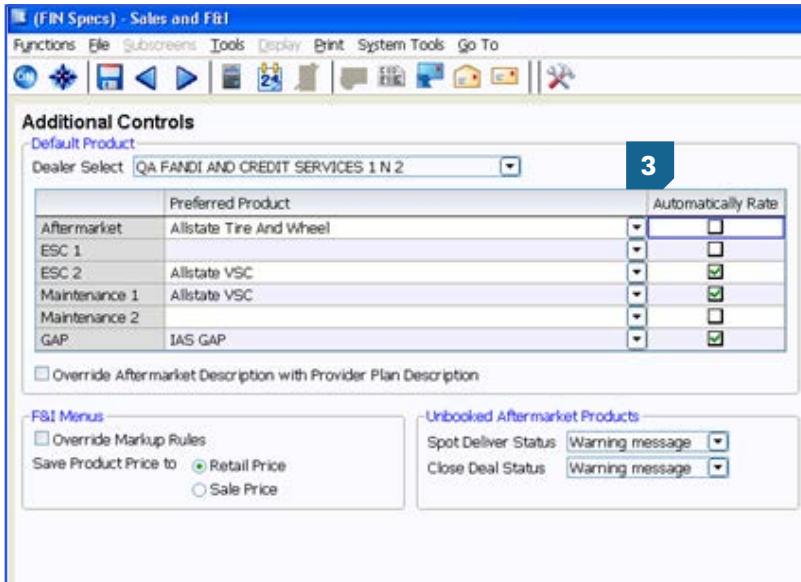 (FIN Specs) - Sales and F&I
Functions File Subscreens Tools Display Print System Tools Go To
ON 24
Additional Controls
Default Product
Dealer Select QA FANDI AND CREDIT SERVICES 1 N 2
3
Preferred Product Automatically Rate
Aftermarket Allstate Tire And Wheel
ESC 1
ESC 2 Allstate VSC
Maintenance 1 Allstate VSC
Maintenance 2
GAP IAS GAP
Override Aftermarket Description with Provider Plan Description
F&I Menus Unbooked Aftermarket Products
Override Markup Rules Spot Deliver Status Warning message
Save Product Price to Retail Price Close Deal Status Warning message
Sale Price